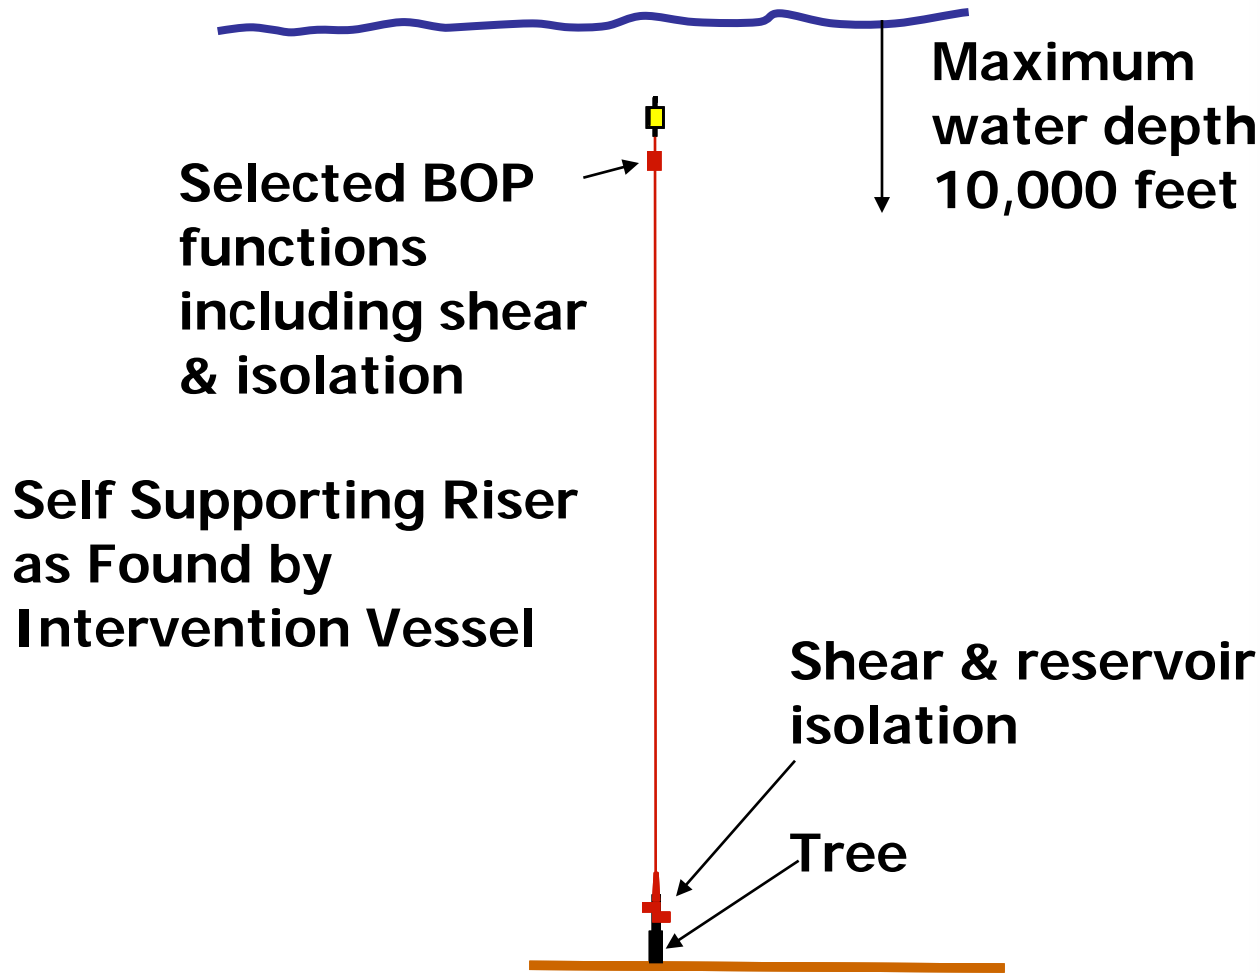 Maximum
water depth
10,000 feet
Selected BOP
functions
including shear
& isolation
Self Supporting Riser
as Found by
Intervention Vessel
Shear & reservoir
isolation
Tree